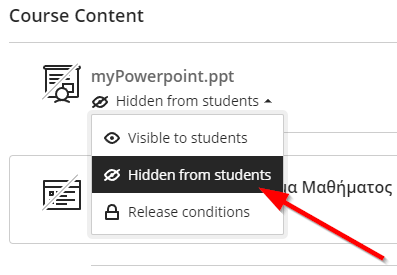 Course Content
myPowerpoint.ppt
Hidden from students
Visible to students
Hidden from students
Μαθήματος
Release conditions